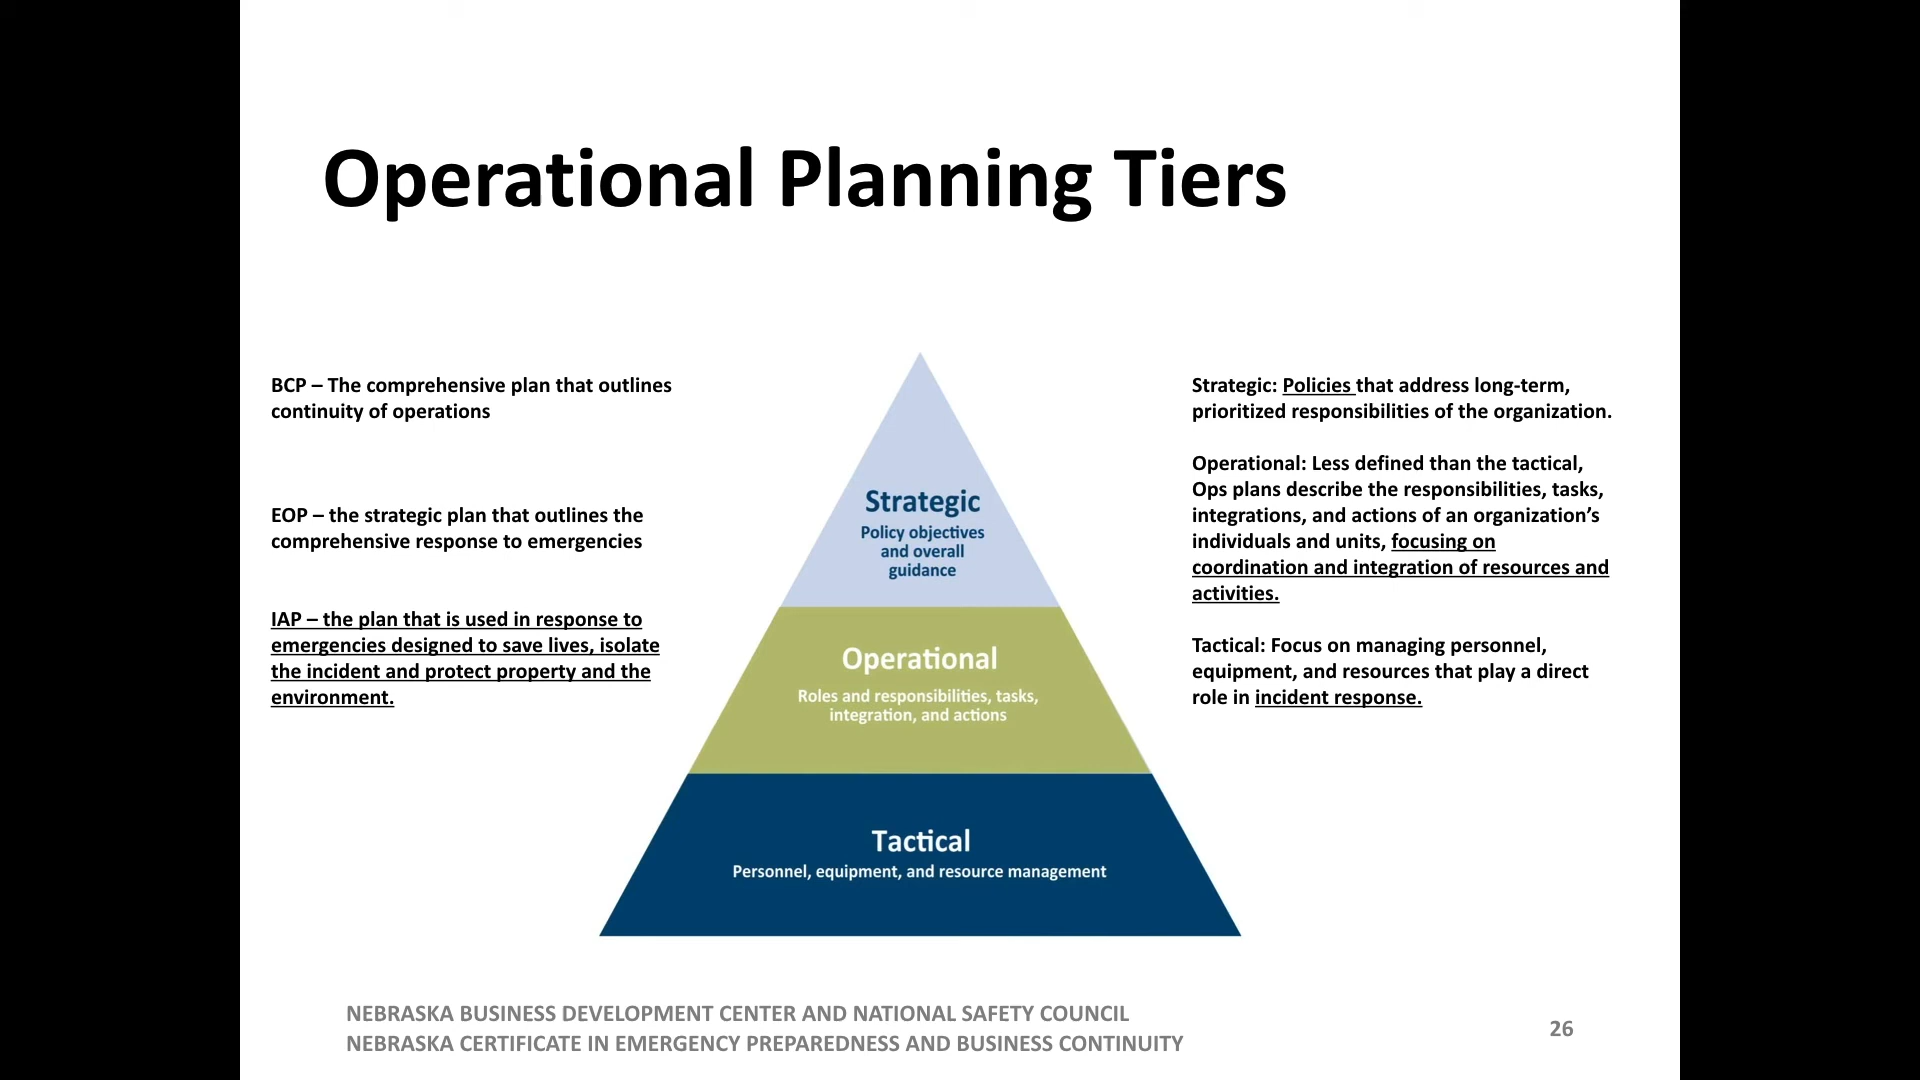 Operational Planning Tiers
BCP – The comprehensive plan that outlines
continuity of operations
EOP – the strategic plan that outlines the
comprehensive response to emergencies
IAP – the plan that is used in response to
emergencies designed to save lives, isolate
the incident and protect property and the
environment.
Strategic
Policy objectives
and overall
guidance
Operational
Roles and responsibilities, tasks,
integration, and actions
Tactical
Personnel, equipment, and resource management
Strategic: Policies that address long-term,
prioritized responsibilities of the organization.
Operational: Less defined than the tactical,
Ops plans describe the responsibilities, tasks,
integrations, and actions of an organization’s
individuals and units, focusing on
coordination and integration of resources and
activities.
Tactical: Focus on managing personnel,
equipment, and resources that play a direct
role in incident response.
NEBRASKA BUSINESS DEVELOPMENT CENTER AND NATIONAL SAFETY COUNCIL
NEBRASKA CERTIFICATE IN EMERGENCY PREPAREDNESS AND BUSINESS CONTINUITY
26